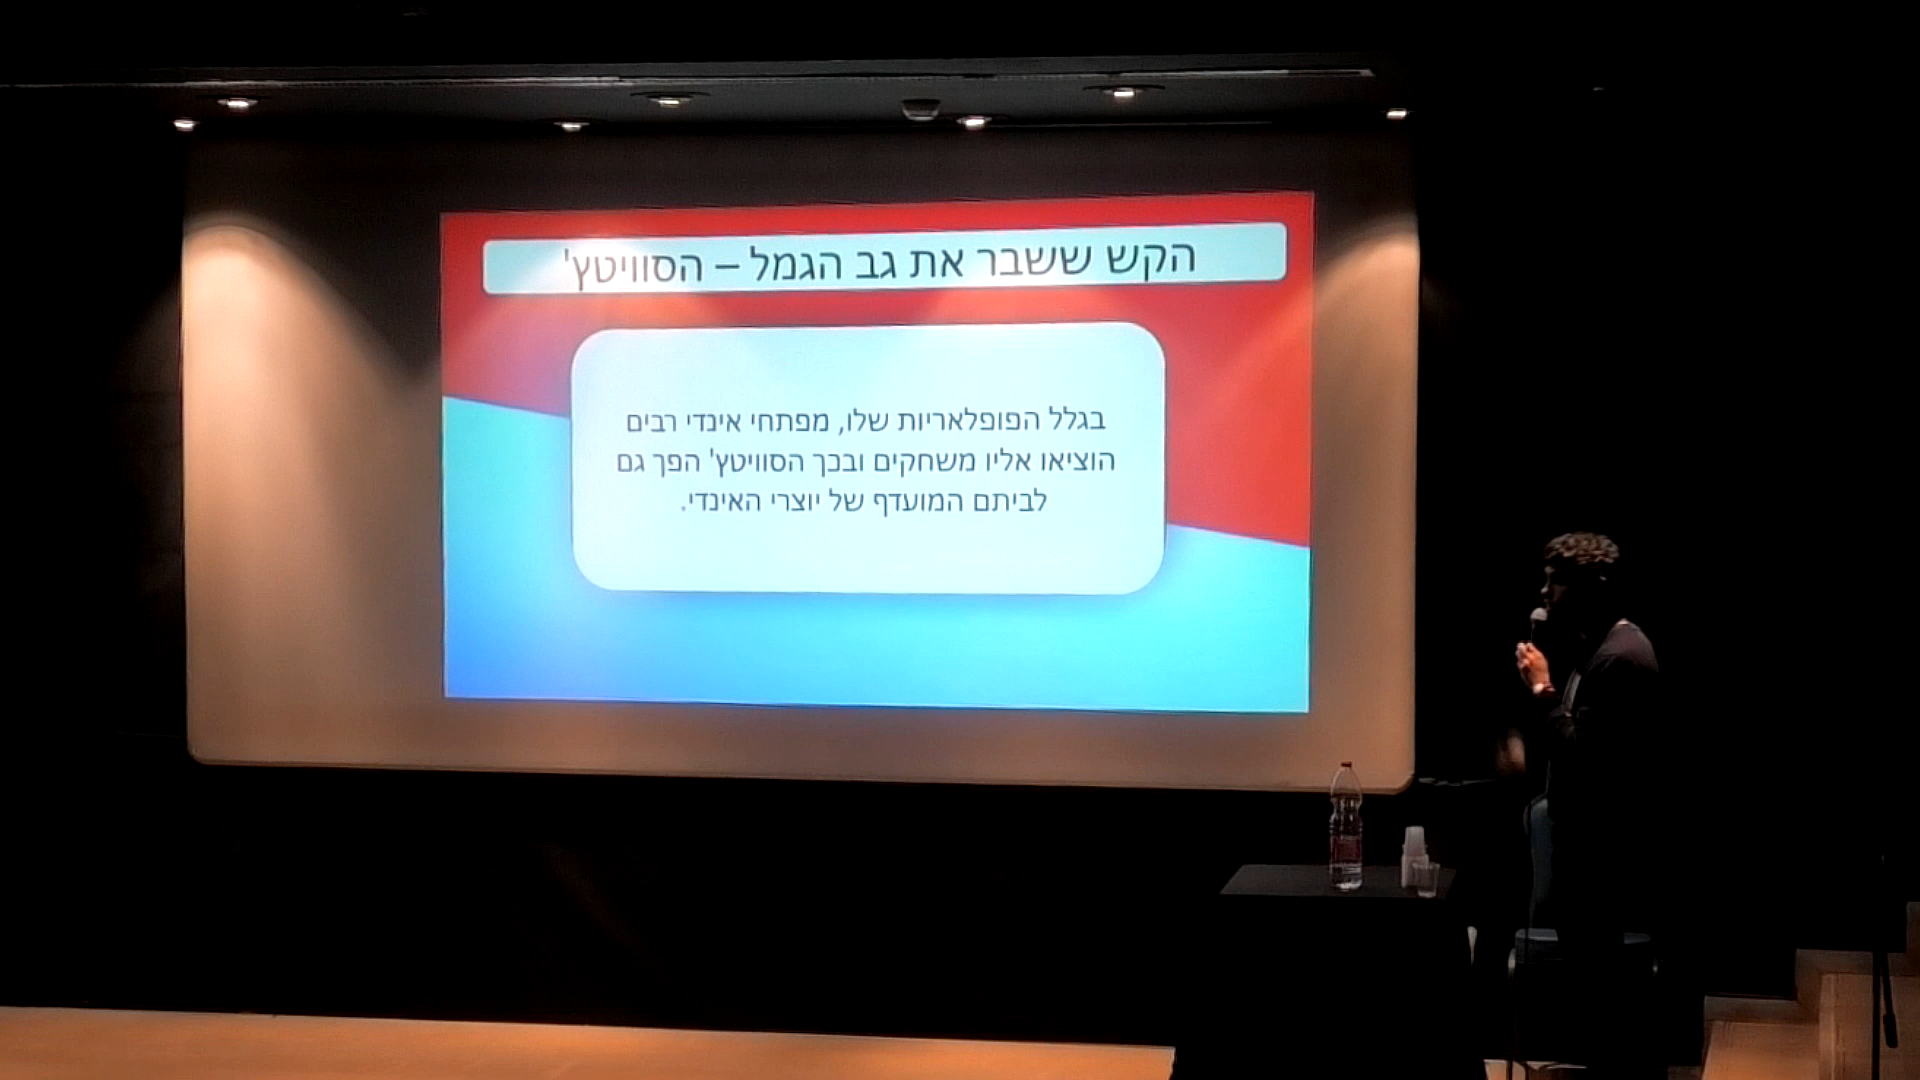 הקש ששבר את גב הגמל – הסוויטץ'
בגלל הפופלאריות שלו, מפתחי אינדי רבים
הוציאו אליו משחקים ובכך הסוויטץ' הפך גם
לביתם המועדף של יוצרי האינדי.